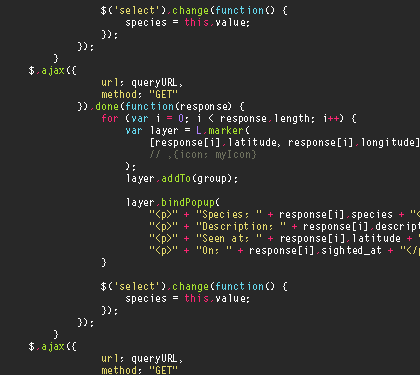 $('select').change(function() {
species = this.value;
});
});
}
$.ajax({
url: queryURL,
method: "GET"
}).done(function(response) {
for (var i = 0; i < response.length; i++) {
var layer = L.marker(
[response[i].latitude, response[i].longitude]
// ,{icon: myIcon}
);
layer.addTo(group);
layer.bindPopup(
"<p>" + "Species: " + response[i].species + "<
"<p>" + "Description: " + response[i].descript
"<p>" + "Seen at: " + response[i].latitude + "
"<p>" + "On: " + response[i].sighted_at + "</p
}
$('select').change(function() {
species = this.value;
});
});
}
$.ajax({
url: queryURL,
method: "GET"